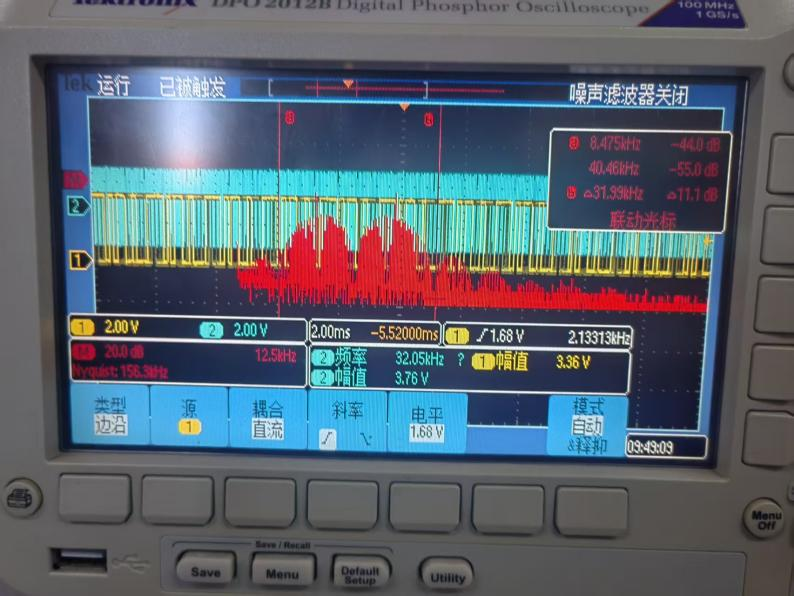 Tektronix DPO 2012B Digital Phosphor Oscilloscope
100 MHz
1 GS/s
Tek 运行 已被触发 噪声滤波器关闭
a b
a 8.475kHz -44.0 dB
40.46kHz -55.0 dB
b △31.99kHz △11.1 dB
联动光标
M
2
1
1 2.00 V 2 2.00 V 2.00ms -5.52000ms 1 / 1.68 V 2.13313kHz
M 20.0 dB 12.5kHz
Nyquist: 156.3kHz
2 频率 32.05kHz ? 1 幅值 3.36 V
2 幅值 3.76 V
类型 边沿
源 1
耦合 直流
斜率
电平 1.68 V
模式 自动 &释抑
09:49:09
Menu Off
Save / Recall
Save Menu Default Setup Utility